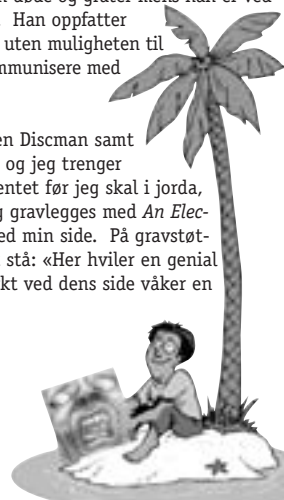 døde og gråter mens han er ved
. Han oppfatter
uten muligheten til
mmunisere med
en Discman samt
og jeg trenger
entet før jeg skal i jorda,
g gravlegges med An Elec-
ed min side. På gravstøt-
stå: «Her hviler en genial
kt ved dens side våker en